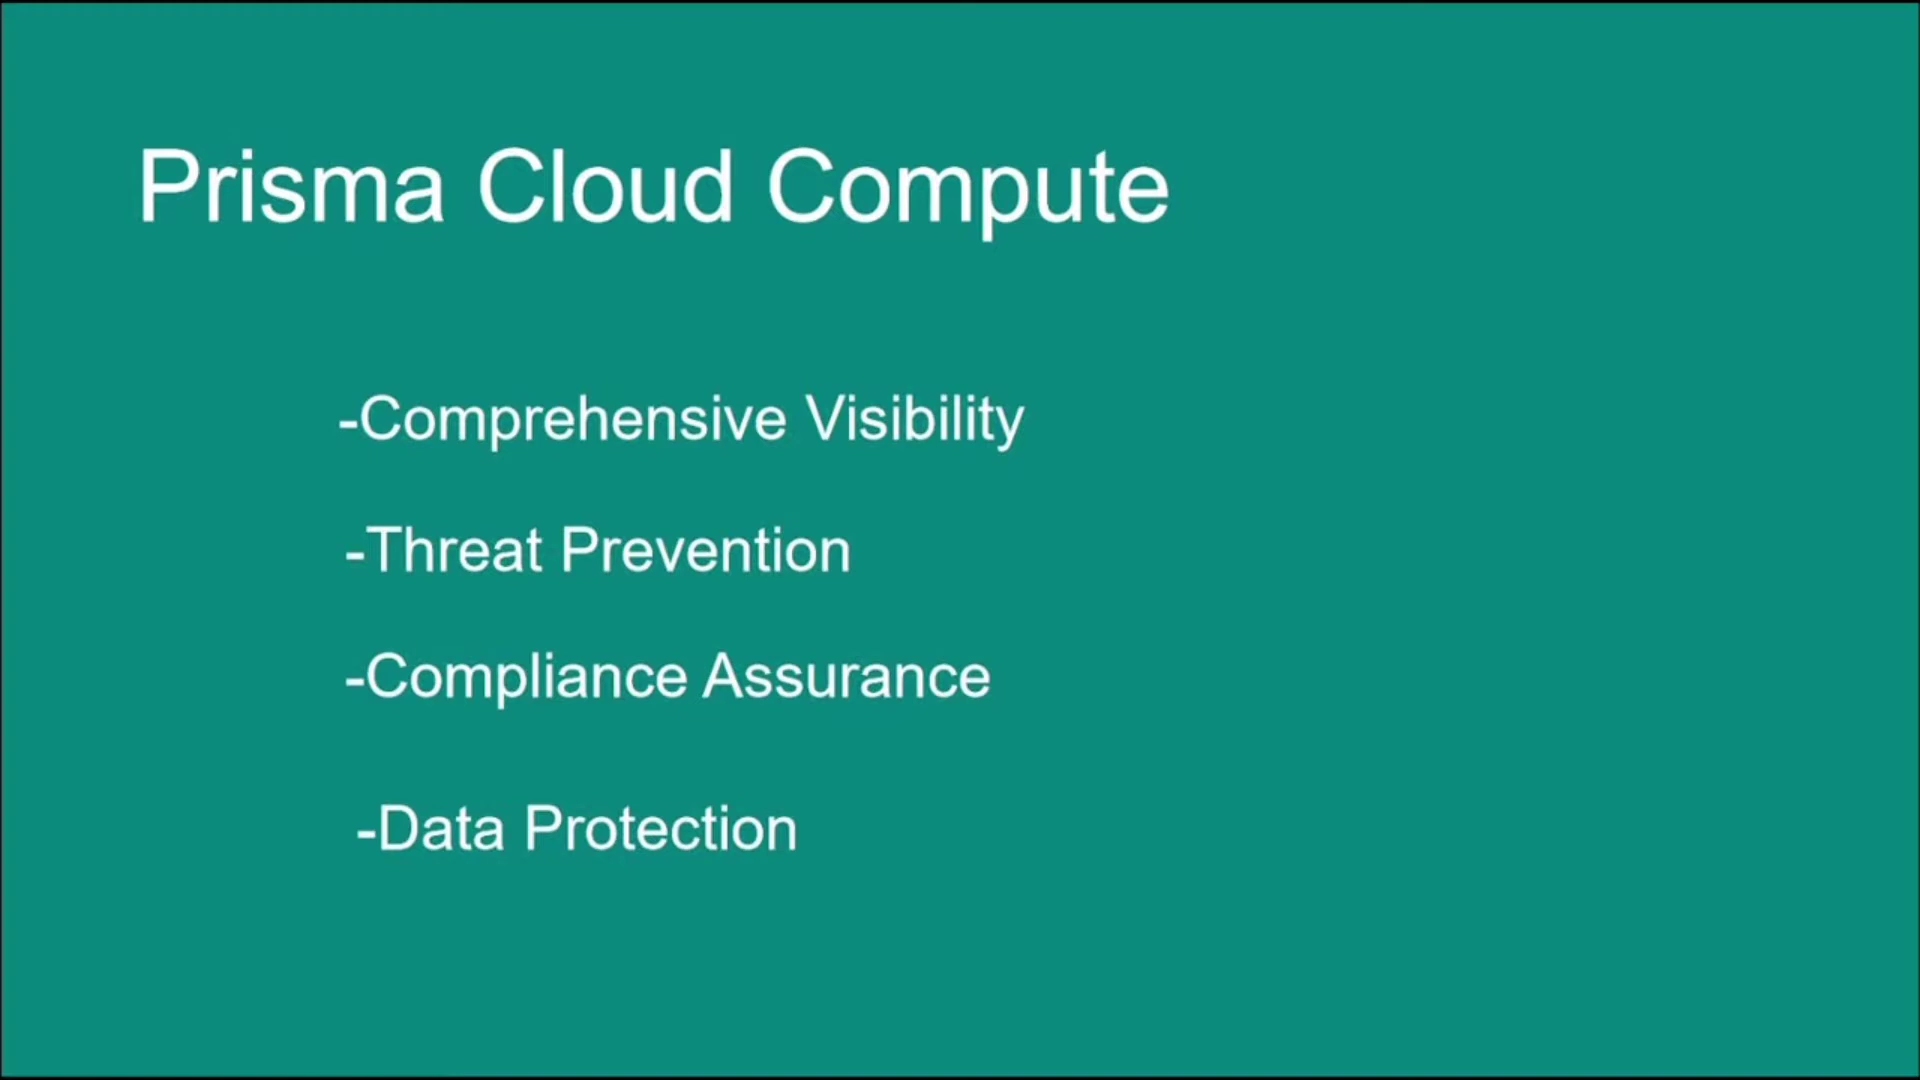 Prisma Cloud Compute
-Comprehensive Visibility
-Threat Prevention
-Compliance Assurance
-Data Protection